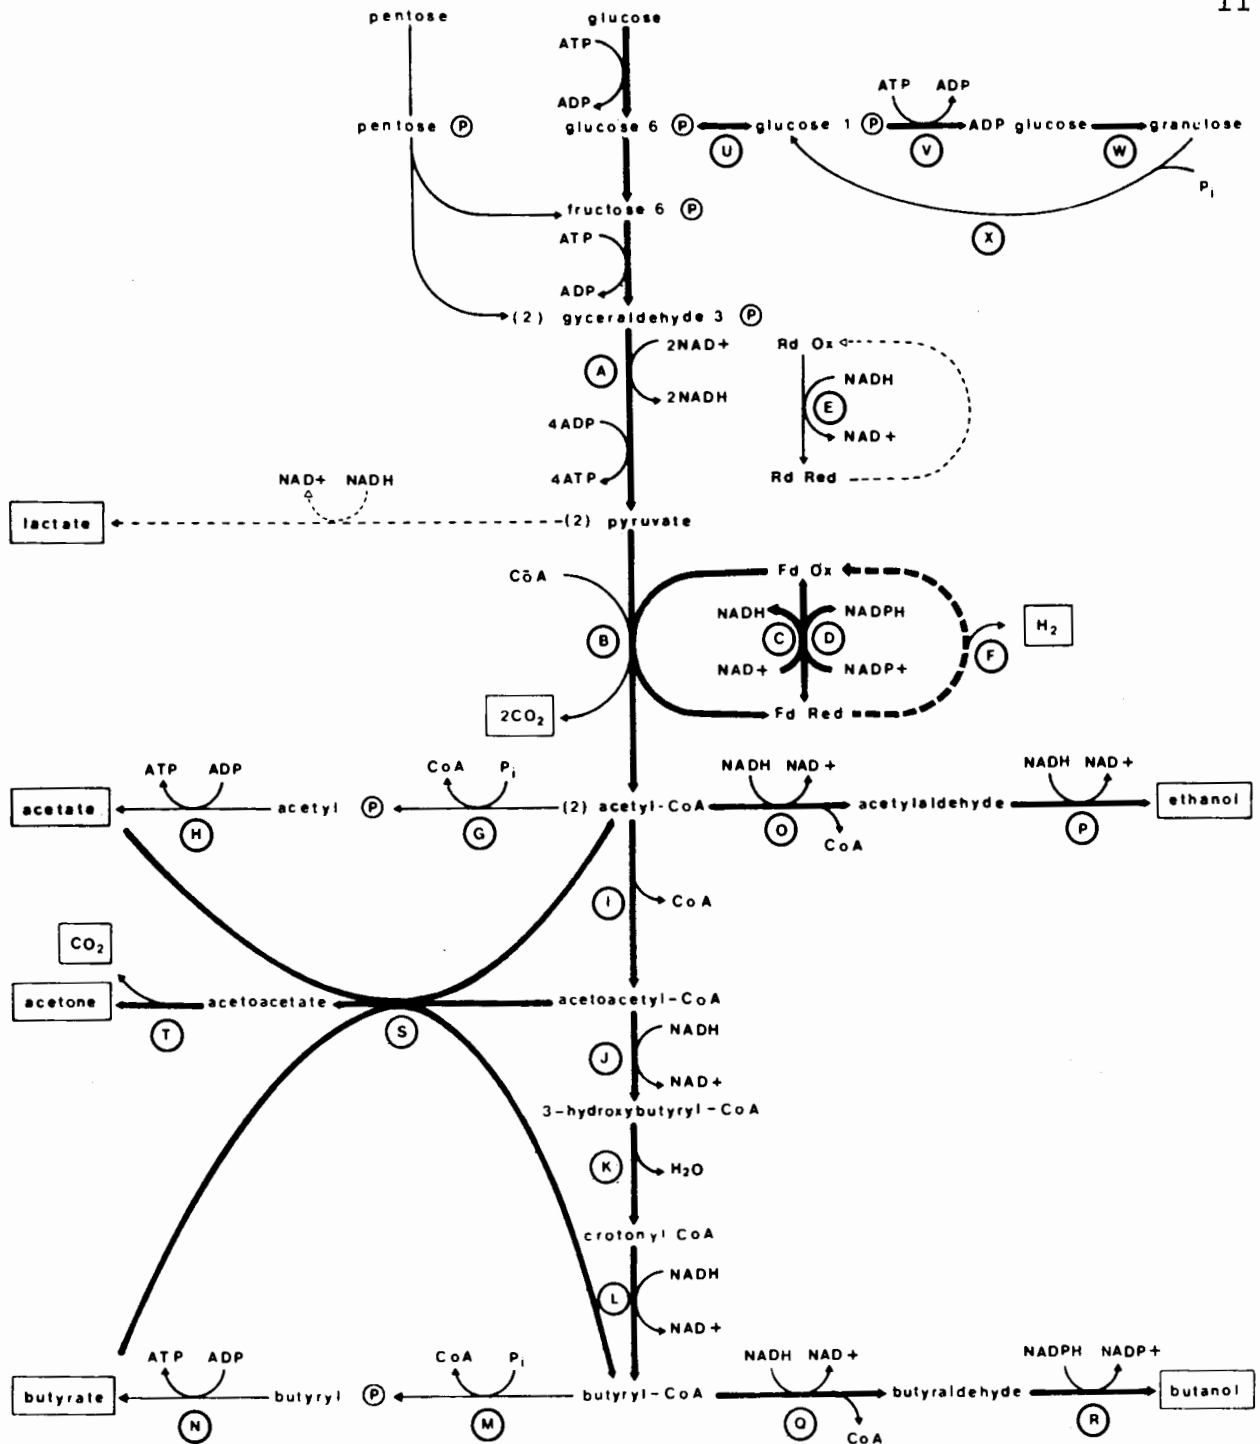 11
pentose glucose
ATP
ADP
ATP ADP
pentose P glucose 6 P glucose 1 P ADP glucose granulose
U V W
Pi
X
fructose 6 P
ATP
ADP
(2) gyceraldehyde 3 P
A
2NAD+
2NADH
Rd Ox
NADH
E
NAD+
Rd Red
4ADP
4ATP
NAD+ NADH
lactate (2) pyruvate
CoA
B
2CO2
Fd Ox
NADH NADPH
C D
NAD+ NADP+
Fd Red
F
H2
ATP ADP CoA Pi NADH NAD+ NADH NAD+
acetate acetyl P (2) acetyl-CoA acetylaldehyde ethanol
H G O P
CoA
I
CoA
CO2
acetone acetoacetate acetoacetyl-CoA
T S
J
NADH
NAD+
3-hydroxybutyryl-CoA
K
H2O
crotonyl CoA
L
NADH
NAD+
ATP ADP CoA Pi NADH NAD+ NADPH NADP+
butyrate butyryl P butyryl-CoA butyraldehyde butanol
N M Q R
CoA